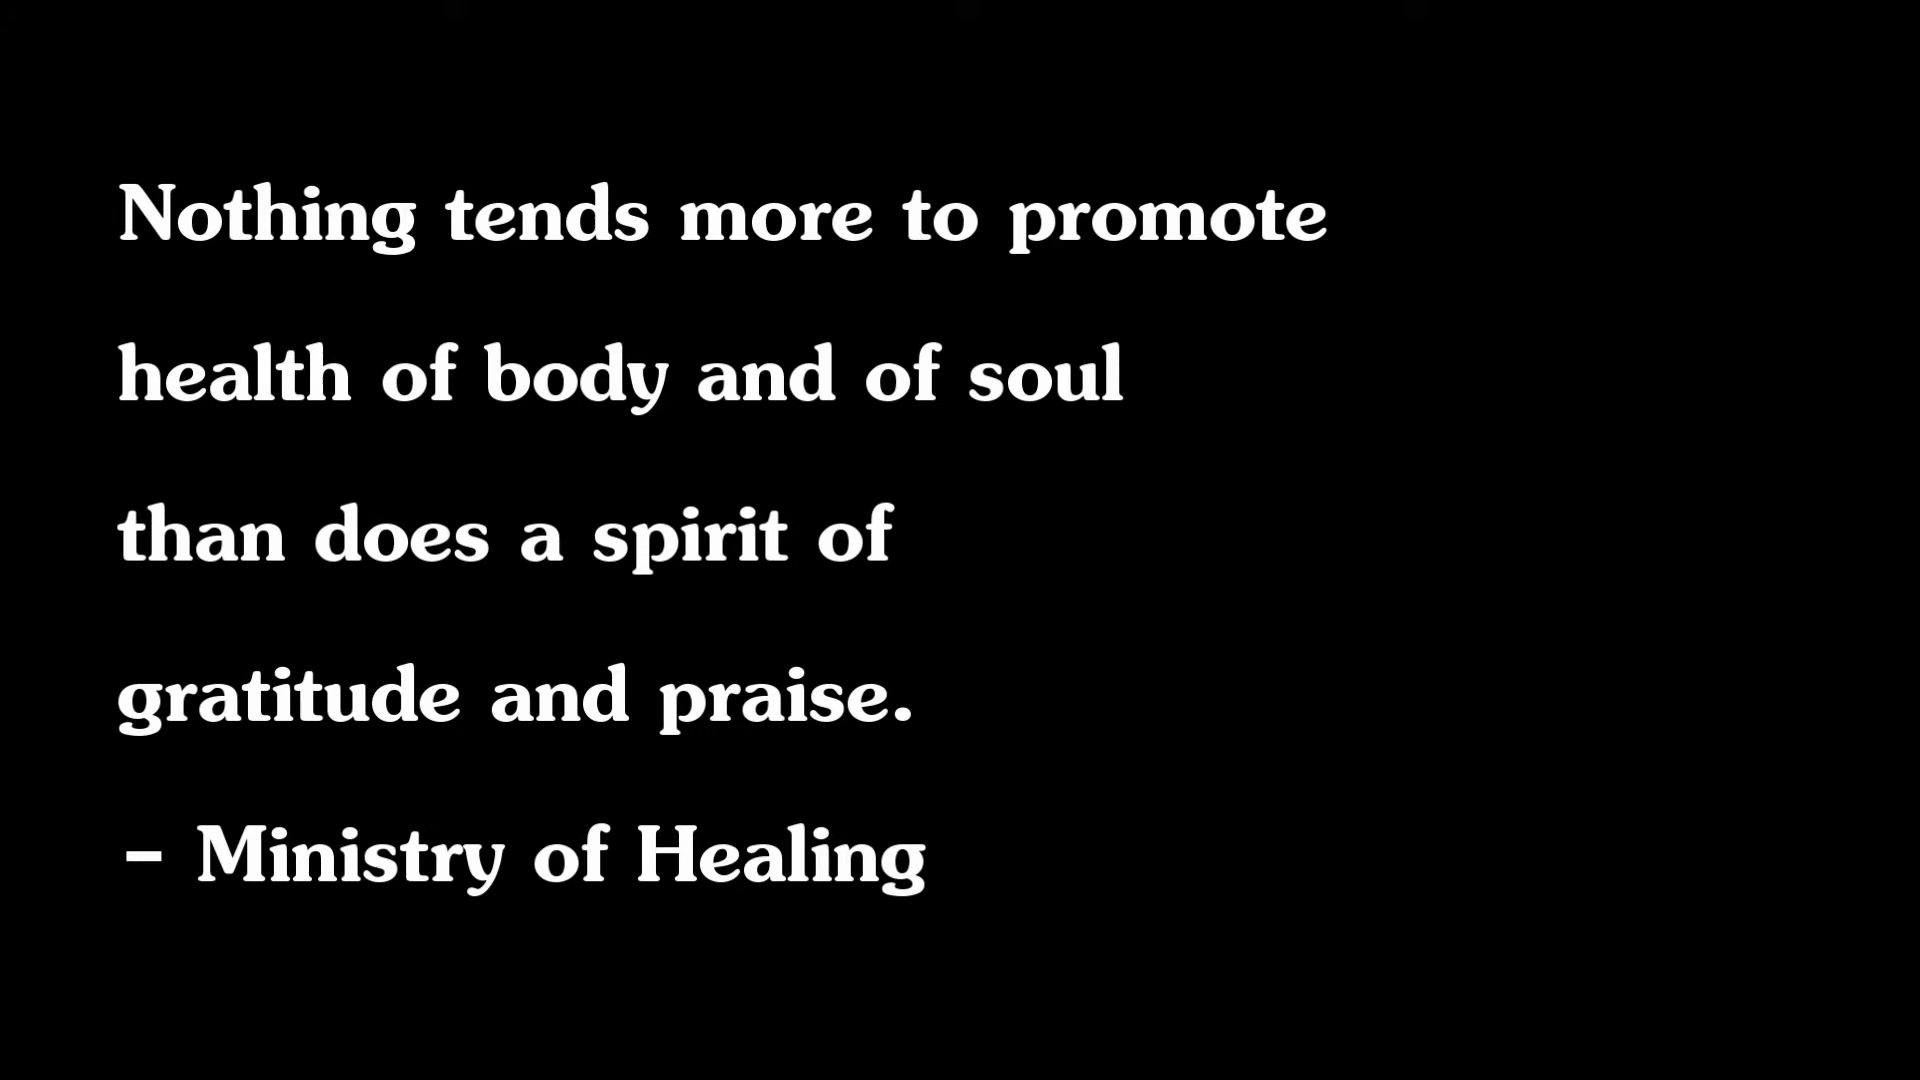 Nothing tends more to promote
health of body and of soul
than does a spirit of
gratitude and praise.
- Ministry of Healing